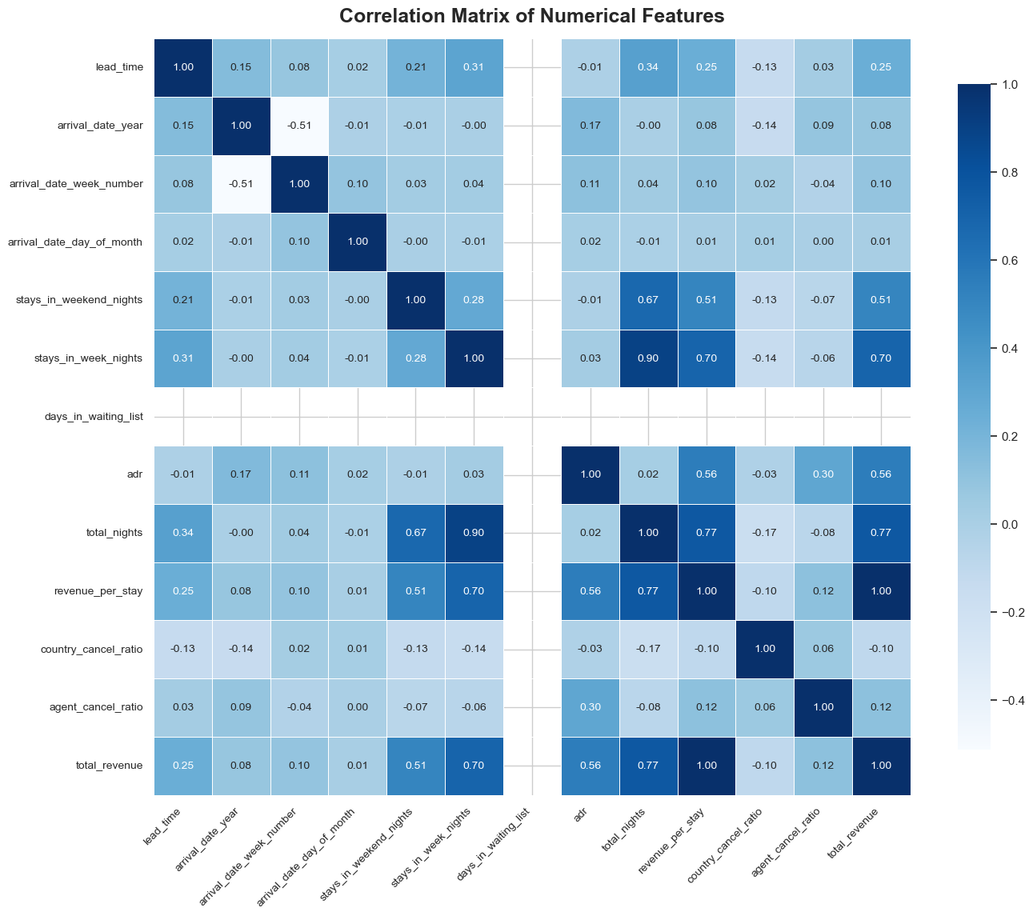 Correlation Matrix of Numerical Features
lead_time 1.00 0.15 0.08 0.02 0.21 0.31 -0.01 0.34 0.25 -0.13 0.03 0.25
arrival_date_year 0.15 1.00 -0.51 -0.01 -0.01 -0.00 0.17 -0.00 0.08 -0.14 0.09 0.08
arrival_date_week_number 0.08 -0.51 1.00 0.10 0.03 0.04 0.11 0.04 0.10 0.02 -0.04 0.10
arrival_date_day_of_month 0.02 -0.01 0.10 1.00 -0.00 -0.01 0.02 -0.01 0.01 0.01 0.00 0.01
stays_in_weekend_nights 0.21 -0.01 0.03 -0.00 1.00 0.28 -0.01 0.67 0.51 -0.13 -0.07 0.51
stays_in_week_nights 0.31 -0.00 0.04 -0.01 0.28 1.00 0.03 0.90 0.70 -0.14 -0.06 0.70
days_in_waiting_list
adr -0.01 0.17 0.11 0.02 -0.01 0.03 1.00 0.02 0.56 -0.03 0.30 0.56
total_nights 0.34 -0.00 0.04 -0.01 0.67 0.90 0.02 1.00 0.77 -0.17 -0.08 0.77
revenue_per_stay 0.25 0.08 0.10 0.01 0.51 0.70 0.56 0.77 1.00 -0.10 0.12 1.00
country_cancel_ratio -0.13 -0.14 0.02 0.01 -0.13 -0.14 -0.03 -0.17 -0.10 1.00 0.06 -0.10
agent_cancel_ratio 0.03 0.09 -0.04 0.00 -0.07 -0.06 0.30 -0.08 0.12 0.06 1.00 0.12
total_revenue 0.25 0.08 0.10 0.01 0.51 0.70 0.56 0.77 1.00 -0.10 0.12 1.00
lead_time
arrival_date_year
arrival_date_week_number
arrival_date_day_of_month
stays_in_weekend_nights
stays_in_week_nights
days_in_waiting_list
adr
total_nights
revenue_per_stay
country_cancel_ratio
agent_cancel_ratio
total_revenue
1.0
0.8
0.6
0.4
0.2
0.0
−0.2
−0.4